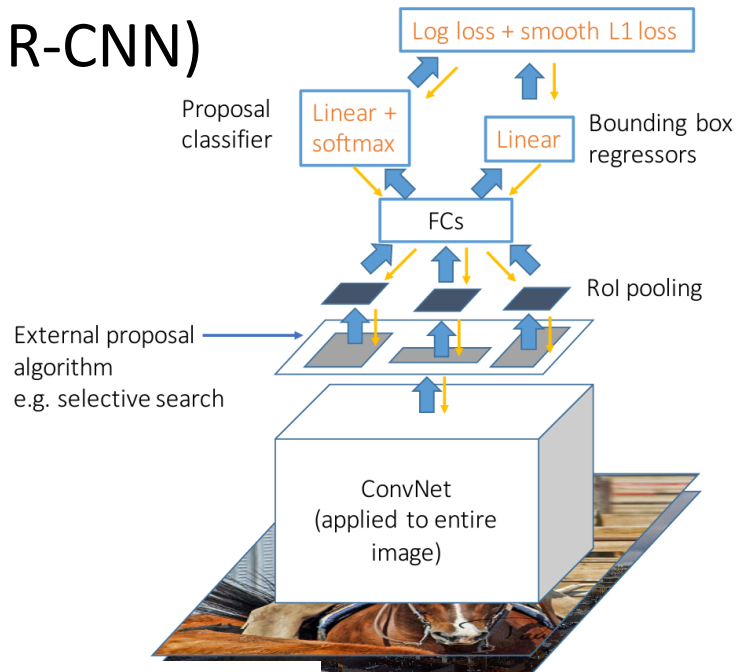 R-CNN)
Log loss + smooth L1 loss
Proposal
classifier
Linear +
softmax
Linear
Bounding box
regressors
FCs
RoI pooling
External proposal
algorithm
e.g. selective search
ConvNet
(applied to entire
image)